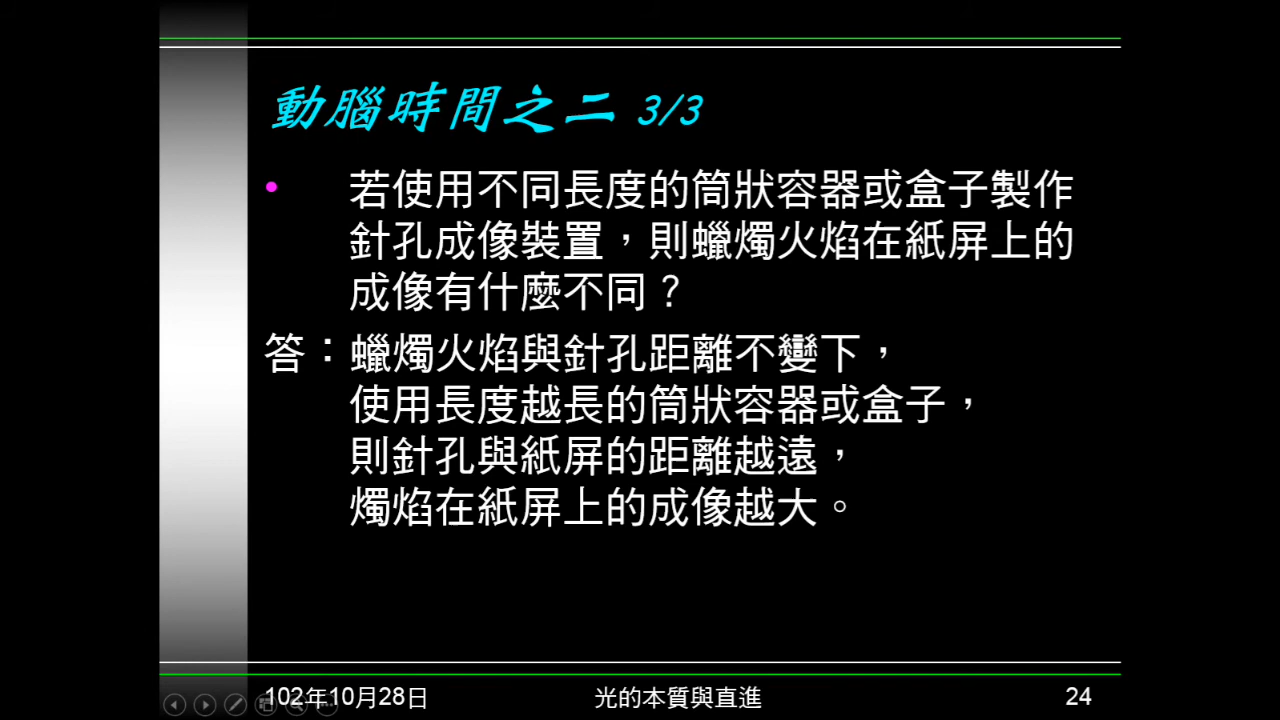 動腦時間之二 3/3
• 若使用不同長度的筒狀容器或盒子製作
針孔成像裝置，則蠟燭火焰在紙屏上的
成像有什麼不同？
答：蠟燭火焰與針孔距離不變下，
使用長度越長的筒狀容器或盒子，
則針孔與紙屏的距離越遠，
燭焰在紙屏上的成像越大。
102年10月28日
光的本質與直進
24